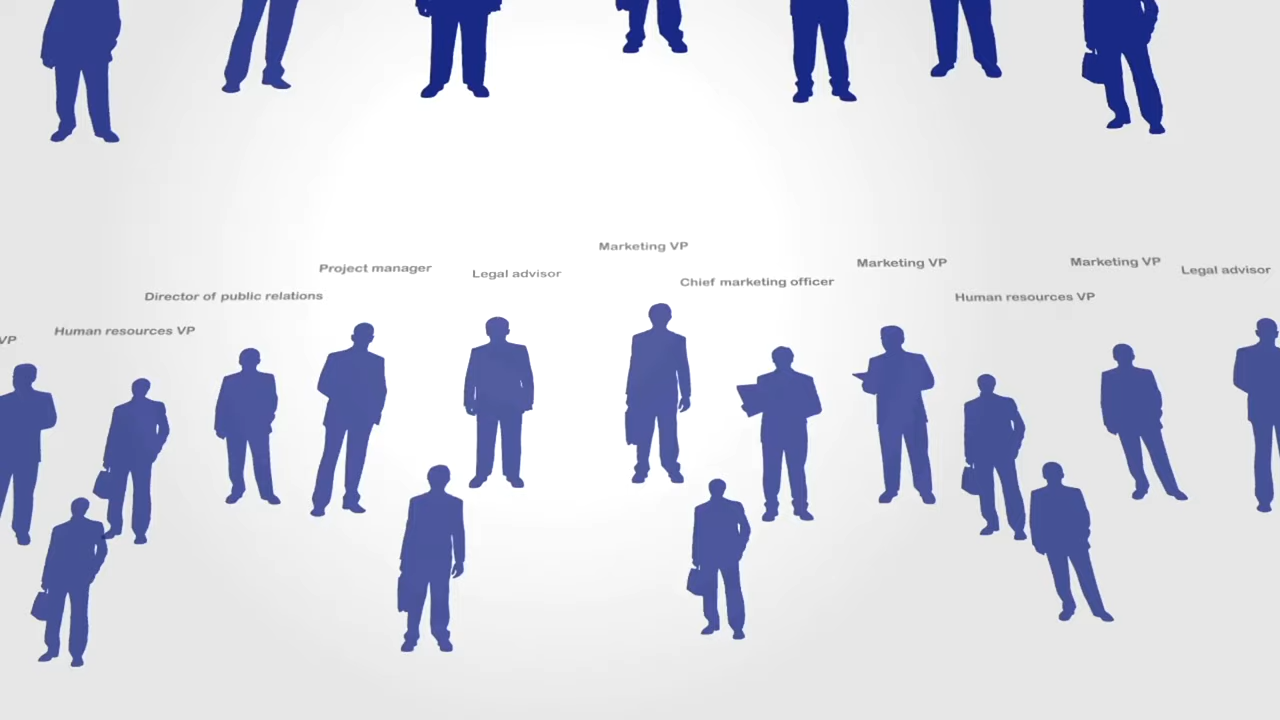 Marketing VP
Project manager
Legal advisor
Chief marketing officer
Marketing VP
Marketing VP
Legal advisor
Director of public relations
Human resources VP
Human resources VP
VP